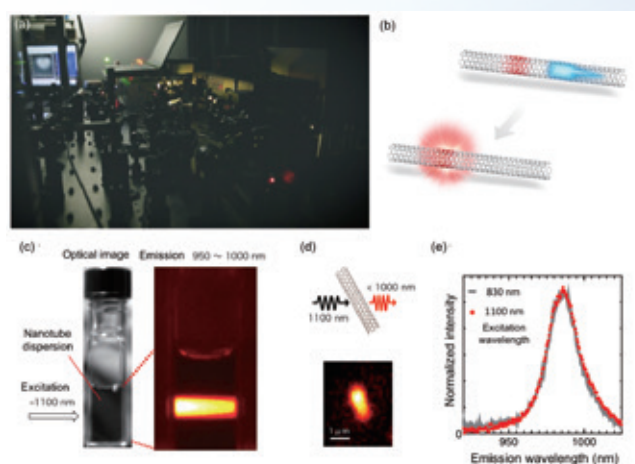 (a)
(b)
(c)
Optical image
Emission 950 ~ 1000 nm
Nanotube
dispersion
Excitation
~1100 nm
(d)
< 1000 nm
1100 nm
1 μm
(e)
830 nm
1100 nm
Excitation
wavelength
Normalized intensity
950
1000
Emission wavelength (nm)